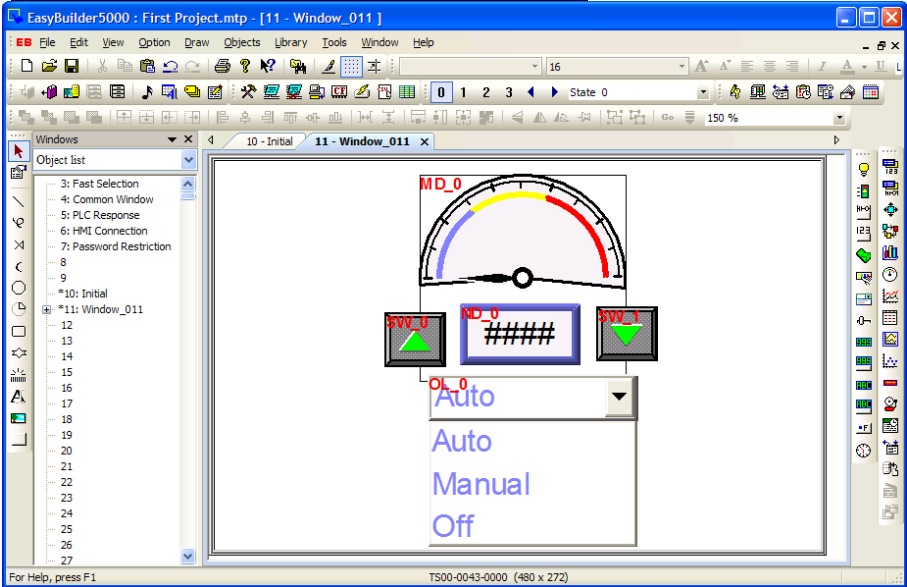 EasyBuilder5000 : First Project.mtp - [11 - Window_011 ]
EB File Edit View Option Draw Objects Library Tools Window Help
16
0 1 2 3 State 0
150 %
Windows
10 - Initial 11 - Window_011
Object list
3: Fast Selection
4: Common Window
5: PLC Response
6: HMI Connection
7: Password Restriction
8
9
*10: Initial
*11: Window_011
12
13
14
15
16
17
18
19
20
21
22
23
24
25
26
27
MD_0
SW_0
ND_0
####
SW_1
OL_0
Auto
Auto
Manual
Off
For Help, press F1
TS00-0043-0000 (480 x 272)